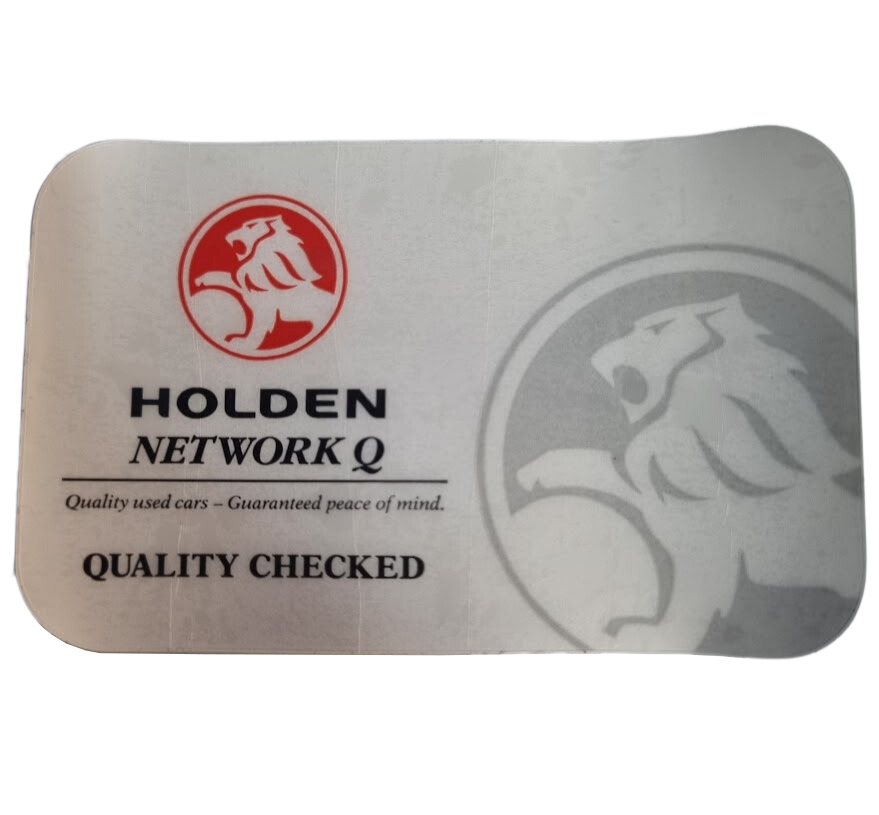 HOLDEN
NETWORK Q
Quality used cars – Guaranteed peace of mind.
QUALITY CHECKED